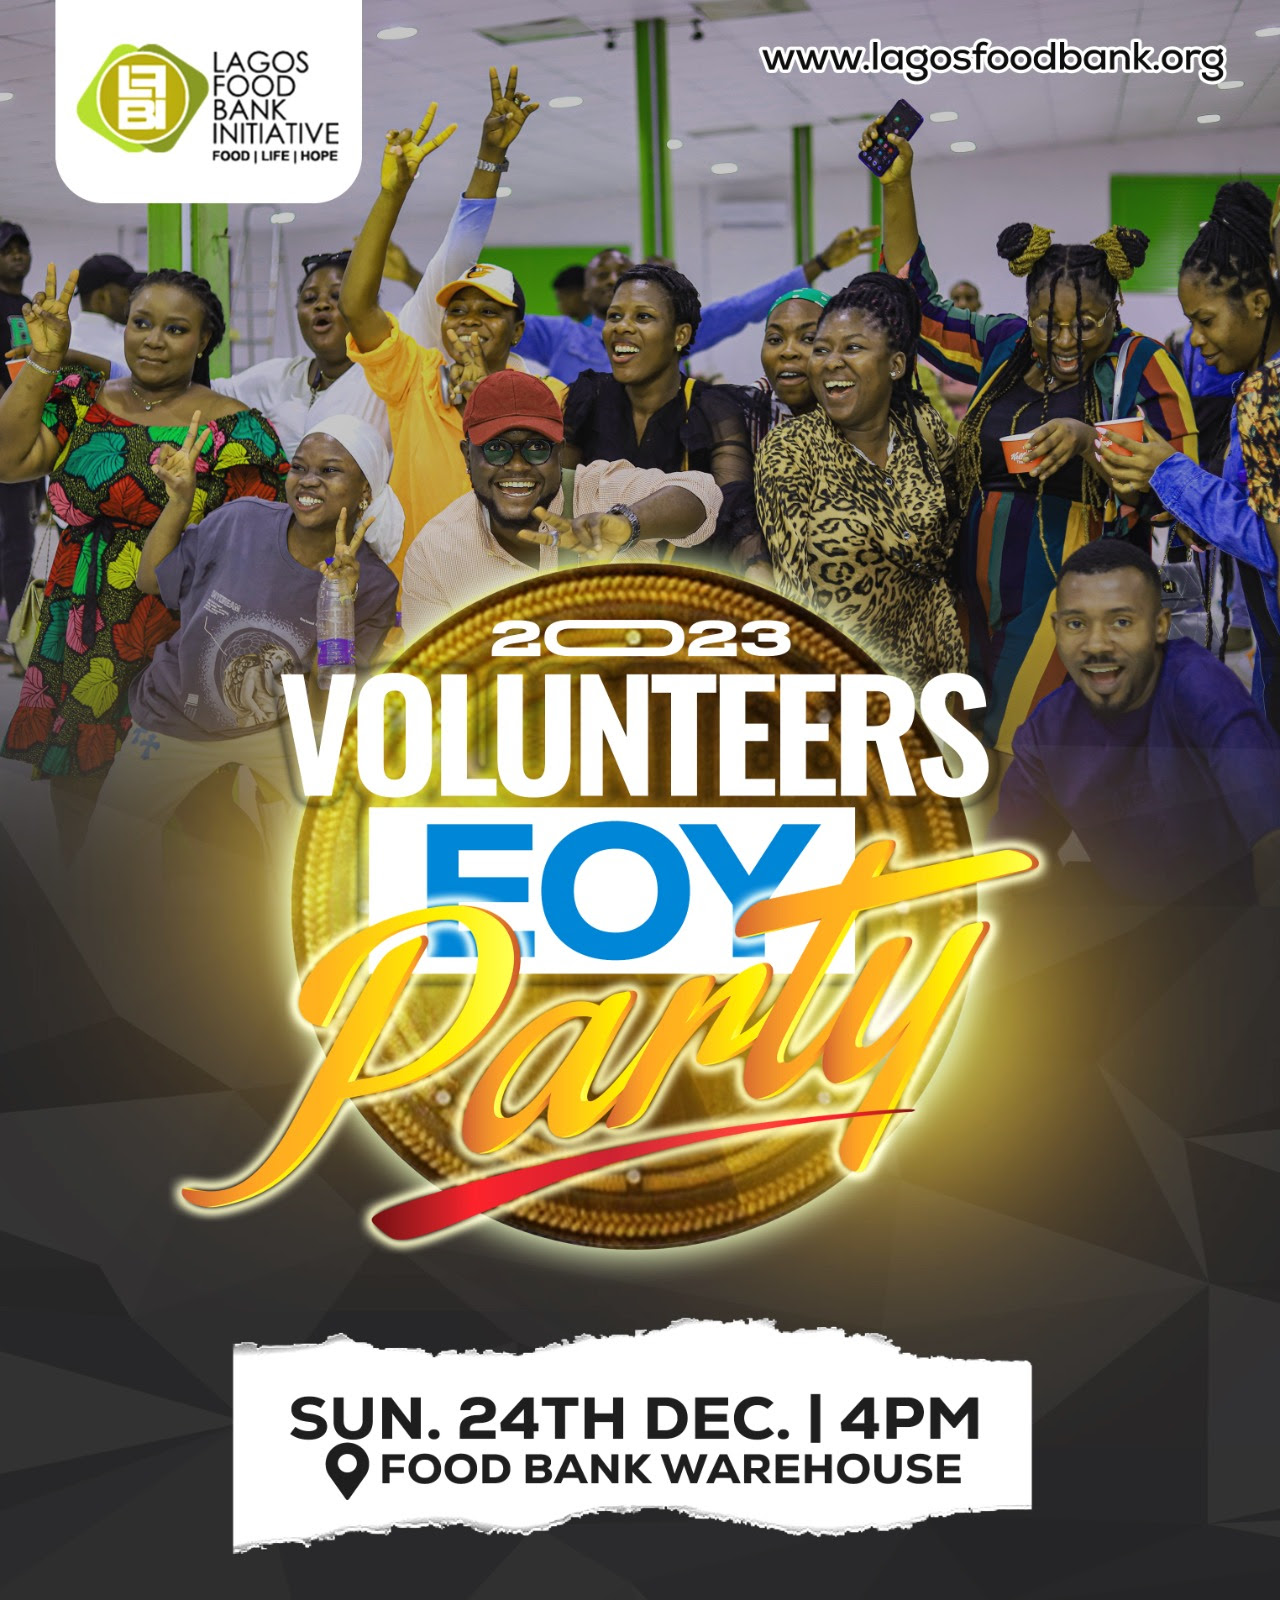 LAGOS
FOOD
BANK
INITIATIVE
FOOD | LIFE | HOPE
www.lagosfoodbank.org
2023
VOLUNTEERS
EOY
Party
SUN. 24TH DEC. | 4PM
FOOD BANK WAREHOUSE